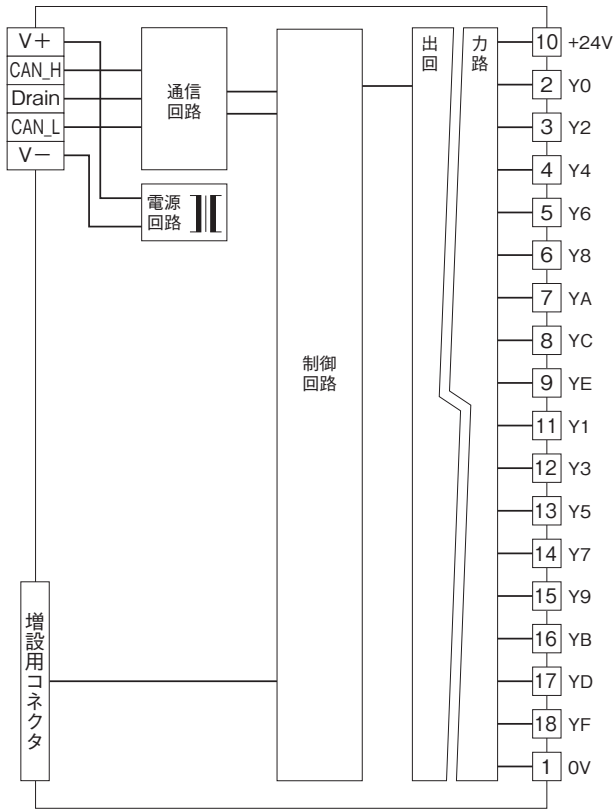 V+
CAN_H
Drain
CAN_L
V−
通信
回路
電源
回路
制御
回路
出力
回路
増設用コネクタ
10 +24V
2 Y0
3 Y2
4 Y4
5 Y6
6 Y8
7 YA
8 YC
9 YE
11 Y1
12 Y3
13 Y5
14 Y7
15 Y9
16 YB
17 YD
18 YF
1 0V